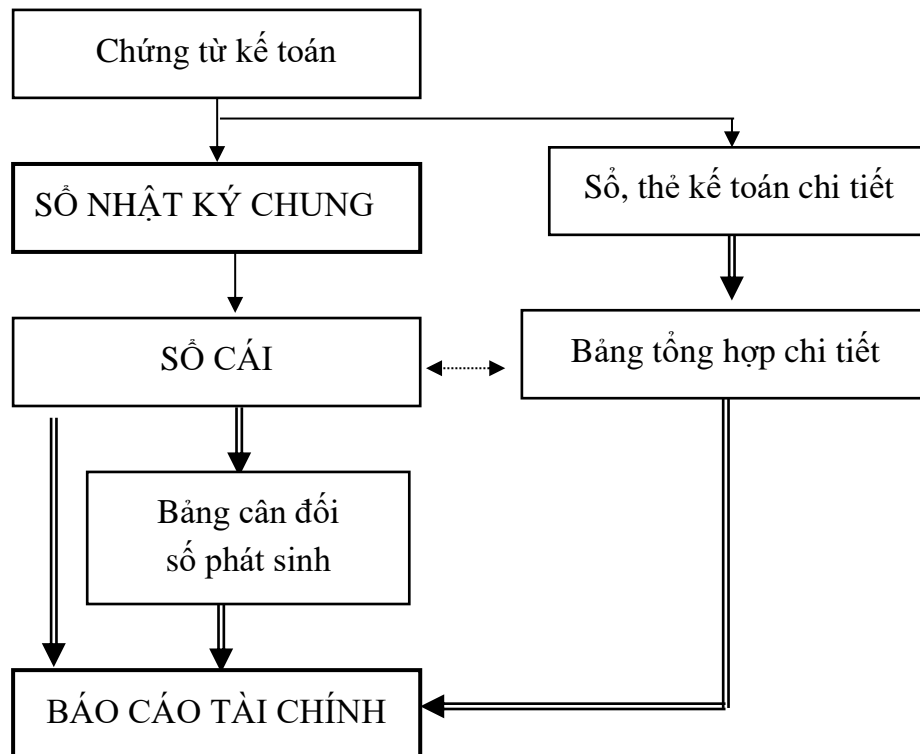 Chứng từ kế toán
SỔ NHẬT KÝ CHUNG
Sổ, thẻ kế toán chi tiết
SỔ CÁI
Bảng tổng hợp chi tiết
Bảng cân đối
số phát sinh
BÁO CÁO TÀI CHÍNH